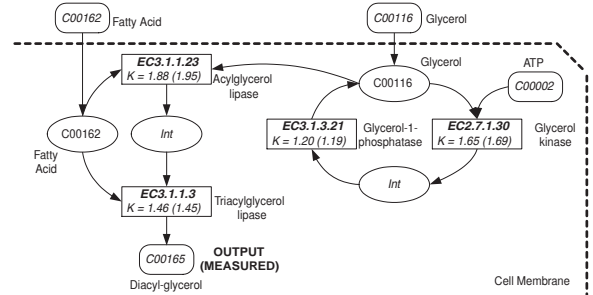 C00162 Fatty Acid
C00116 Glycerol
EC3.1.1.23
K = 1.88 (1.95)
Acylglycerol
lipase
Glycerol
C00116
ATP
C00002
C00162
Fatty
Acid
Int
EC3.1.3.21
K = 1.20 (1.19)
Glycerol-1-
phosphatase
EC2.7.1.30
K = 1.65 (1.69)
Glycerol
kinase
Int
EC3.1.1.3
K = 1.46 (1.45)
Triacylglycerol
lipase
C00165
OUTPUT
(MEASURED)
Diacyl-glycerol
Cell Membrane